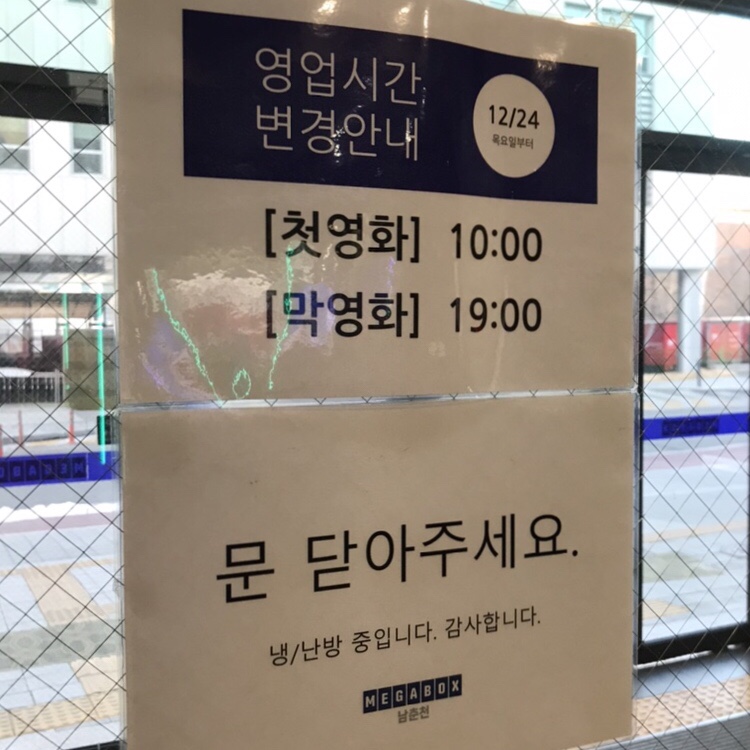 영업시간
변경안내
12/24
목요일부터
[첫영화] 10:00
[막영화] 19:00
문 닫아주세요.
냉/난방 중입니다. 감사합니다.
MEGABOX
남춘천